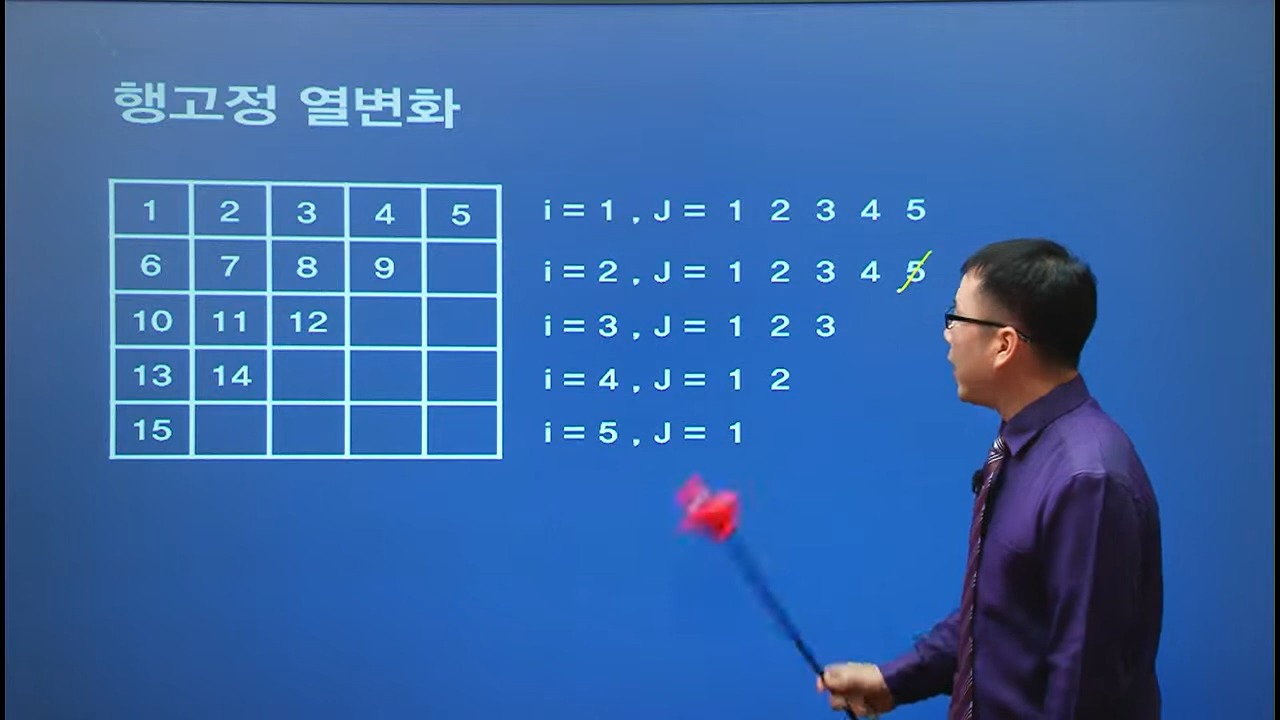 행고정 열변화
1 2 3 4 5
6 7 8 9
10 11 12
13 14
15
i = 1 , J = 1 2 3 4 5
i = 2 , J = 1 2 3 4 5
i = 3 , J = 1 2 3
i = 4 , J = 1 2
i = 5 , J = 1